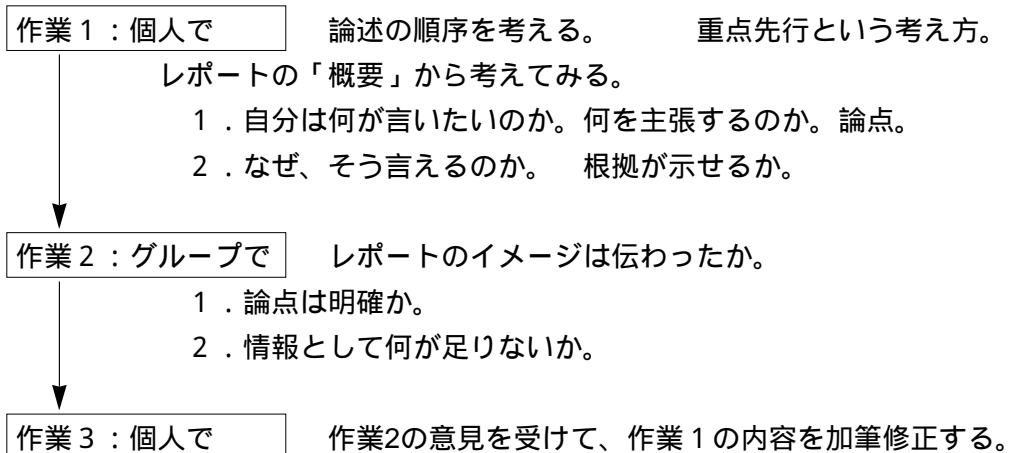 作業１：個人で　論述の順序を考える。　重点先行という考え方。
レポートの「概要」から考えてみる。
１．自分は何が言いたいのか。何を主張するのか。論点。
２．なぜ、そう言えるのか。　根拠が示せるか。
作業２：グループで　レポートのイメージは伝わったか。
１．論点は明確か。
２．情報として何が足りないか。
作業３：個人で　作業2の意見を受けて、作業１の内容を加筆修正する。